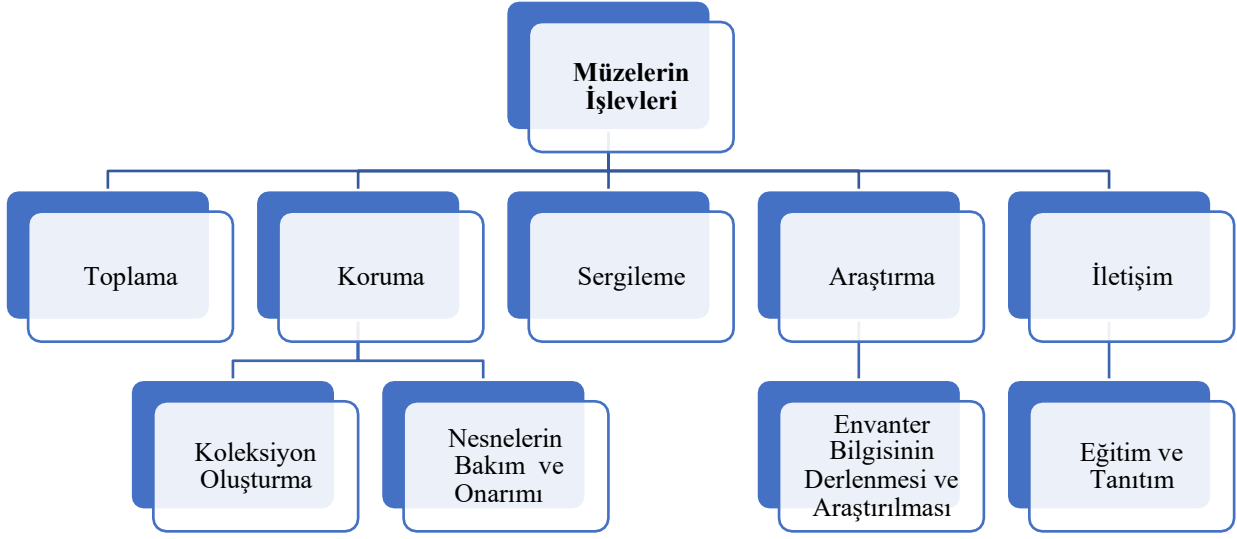 Müzelerin
İşlevleri
Toplama
Koruma
Sergileme
Araştırma
İletişim
Koleksiyon
Oluşturma
Nesnelerin
Bakım ve
Onarımı
Envanter
Bilgisinin
Derlenmesi ve
Araştırılması
Eğitim ve
Tanıtım